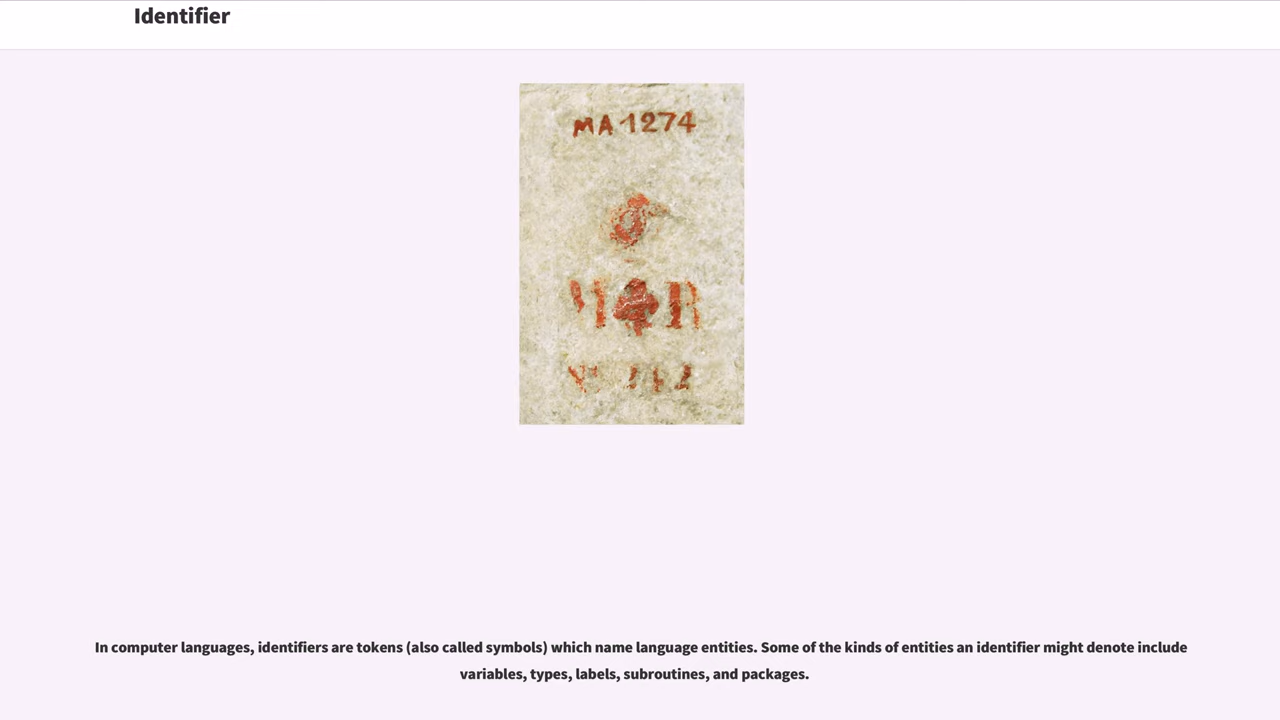 Identifier
MA 1274
In computer languages, identifiers are tokens (also called symbols) which name language entities. Some of the kinds of entities an identifier might denote include
variables, types, labels, subroutines, and packages.